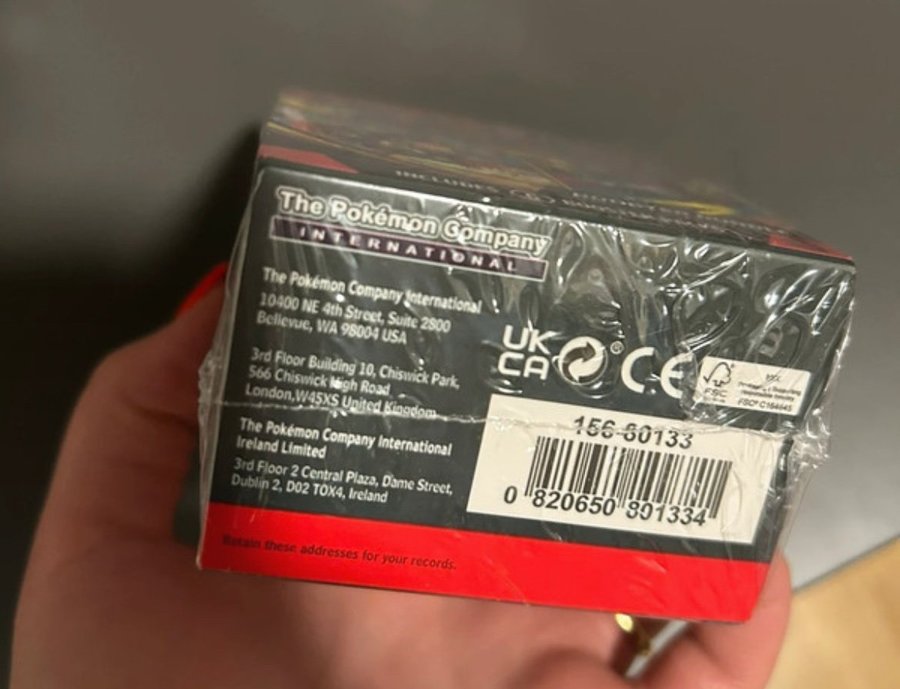 INCLUDES
The Pokémon Company
INTERNATIONAL
The Pokémon Company International
10400 NE 4th Street, Suite 2800
Bellevue, WA 98004 USA
3rd Floor Building 10, Chiswick Park,
566 Chiswick High Road
London, W45XS United Kingdom
The Pokémon Company International
Ireland Limited
3rd Floor 2 Central Plaza, Dame Street,
Dublin 2, D02 TOX4, Ireland
Retain these addresses for your records.
UK
CA
®
CE
FSC
FSC® C164645
156-80133
0 820650 801334